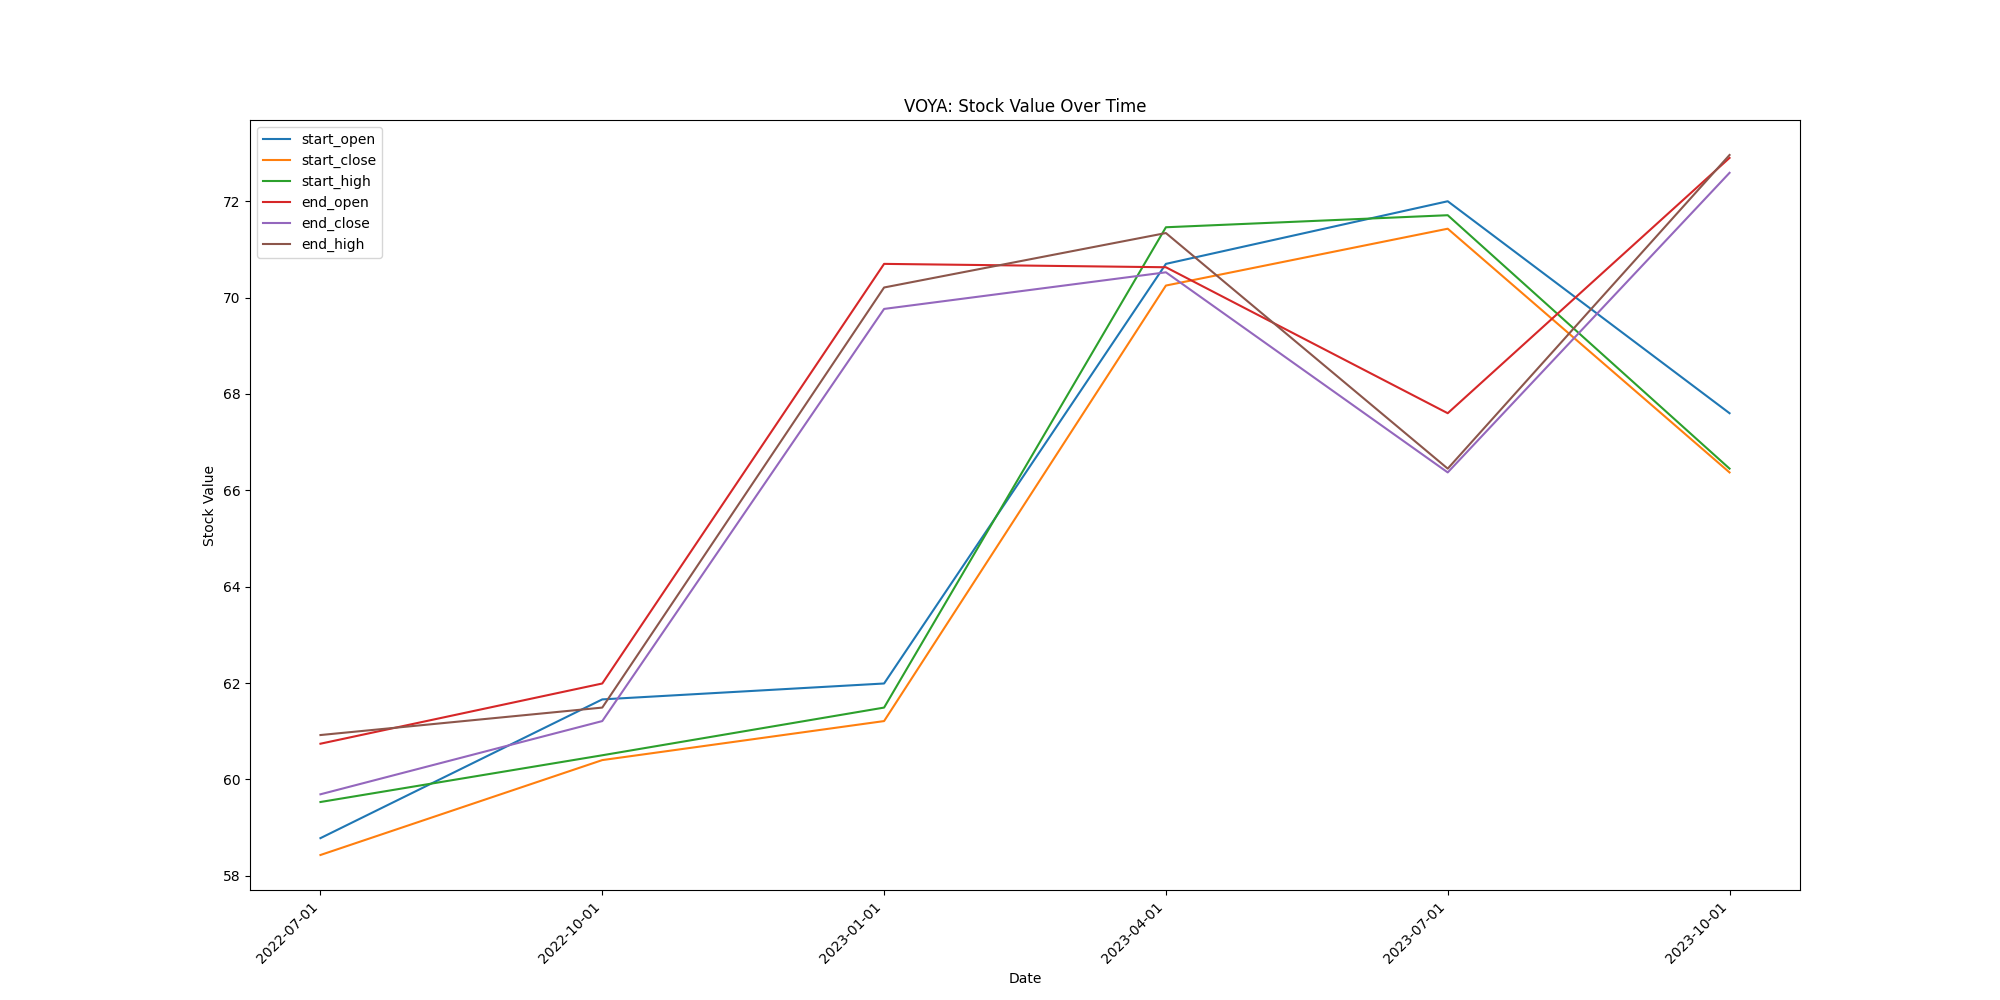 VOYA: Stock Value Over Time
start_open
start_close
start_high
end_open
end_close
end_high
72
70
68
66
64
62
60
58
Stock Value
2022-07-01
2022-10-01
2023-01-01
2023-04-01
2023-07-01
2023-10-01
Date